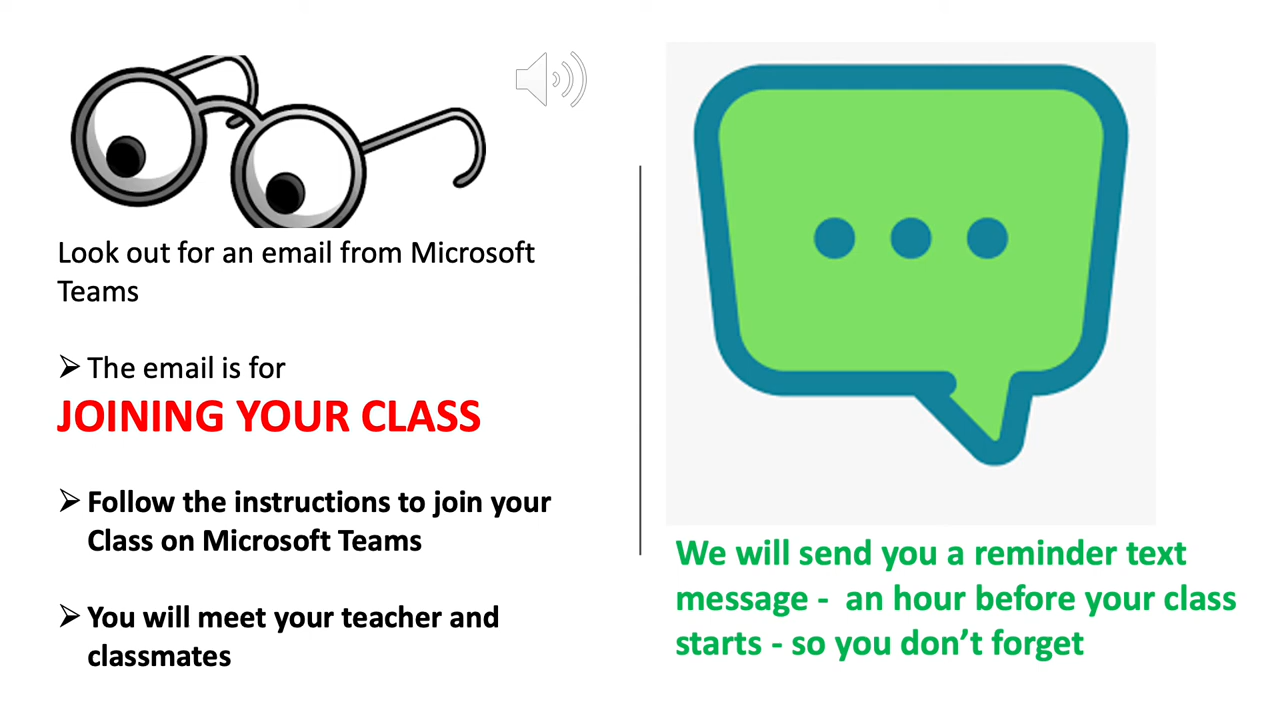 Look out for an email from Microsoft
Teams
➢ The email is for
JOINING YOUR CLASS
➢ Follow the instructions to join your
Class on Microsoft Teams
➢ You will meet your teacher and
classmates
We will send you a reminder text
message - an hour before your class
starts - so you don’t forget